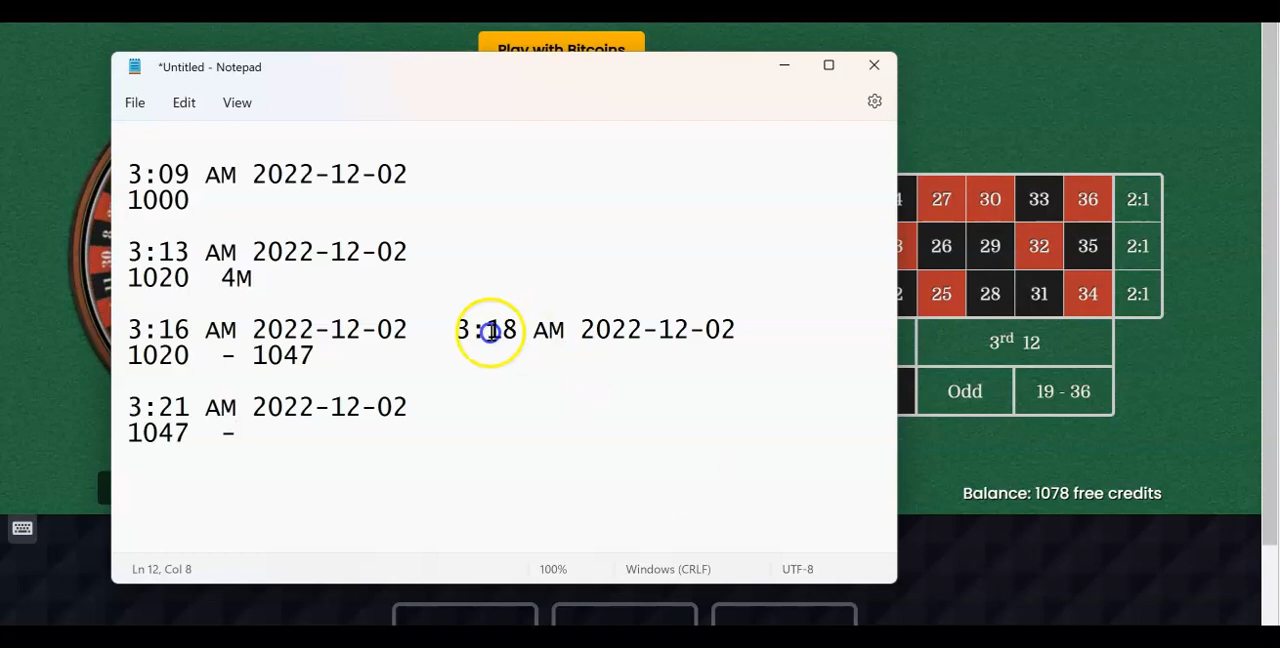 Play with Bitcoins
*Untitled - Notepad
File Edit View
3:09 AM 2022-12-02
1000
3:13 AM 2022-12-02
1020 4M
3:16 AM 2022-12-02 3:18 AM 2022-12-02
1020 - 1047
3:21 AM 2022-12-02
1047 -
Ln 12, Col 8 100% Windows (CRLF) UTF-8
27 30 33 36 2:1
26 29 32 35 2:1
25 28 31 34 2:1
3rd 12
Odd 19 - 36
Balance: 1078 free credits